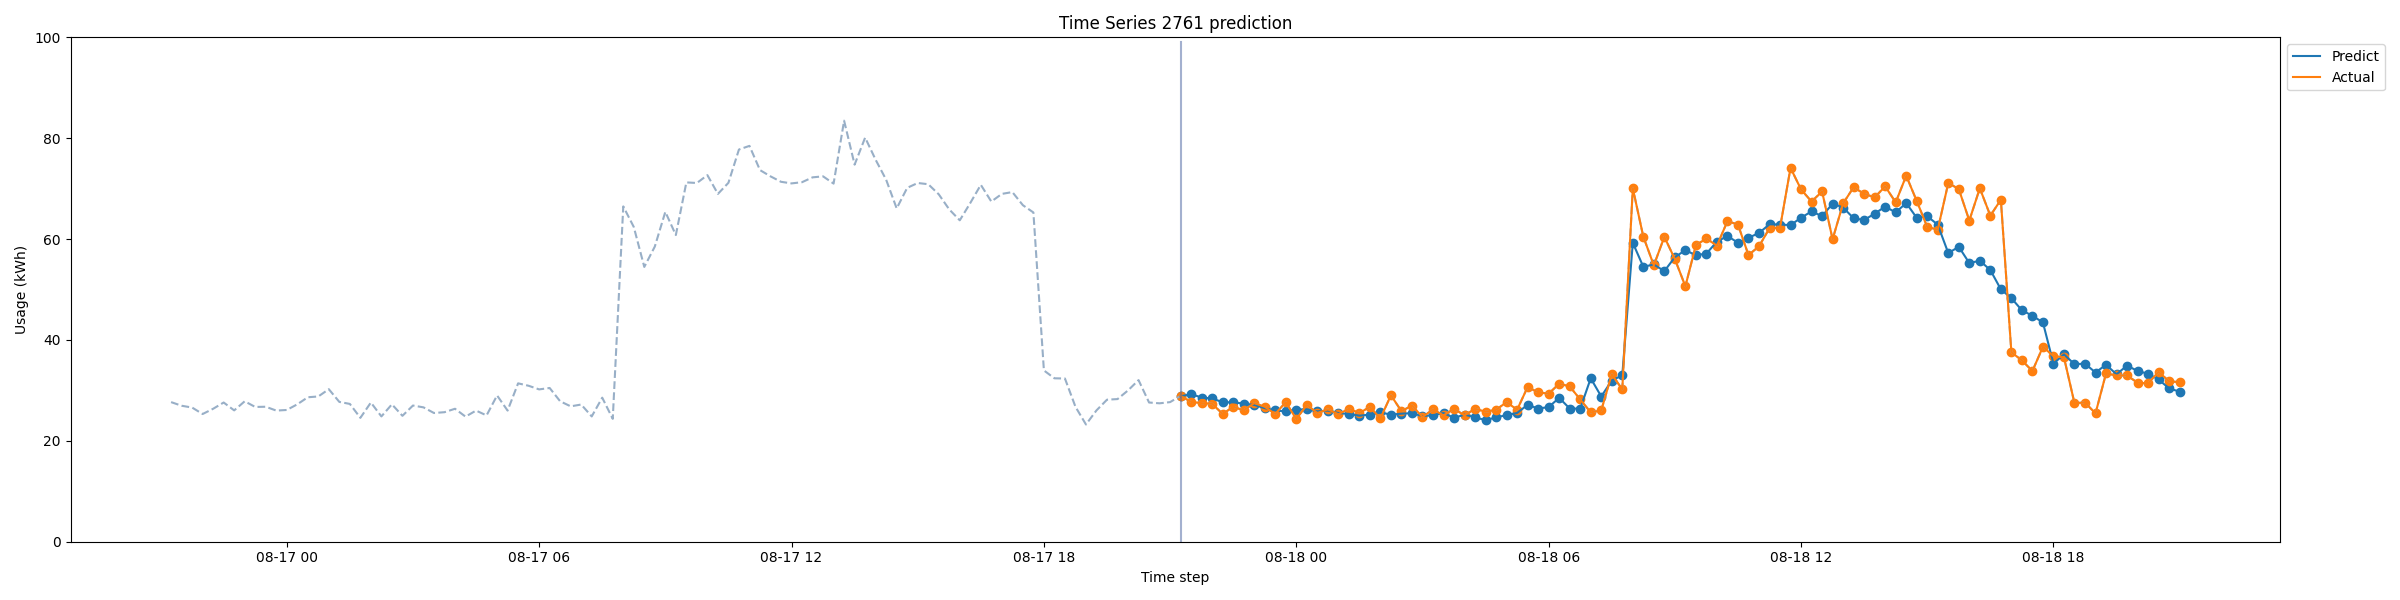 Time Series 2761 prediction
100
80
60
40
20
0
Usage (kWh)
08-17 00
08-17 06
08-17 12
08-17 18
08-18 00
08-18 06
08-18 12
08-18 18
Time step
Predict
Actual